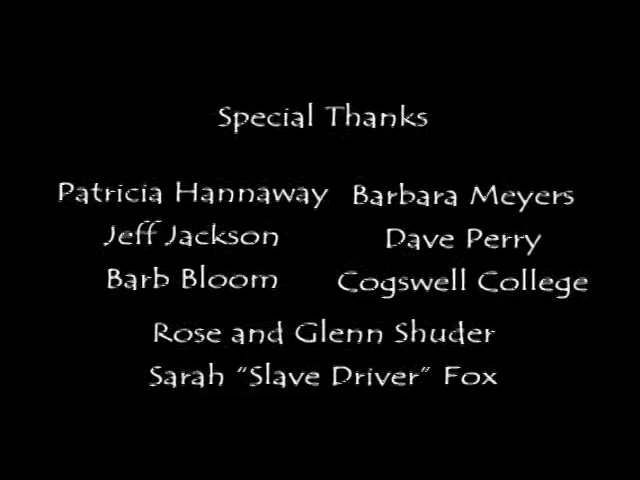 Special Thanks
Patricia Hannaway Barbara Meyers
Jeff Jackson Dave Perry
Barb Bloom Cogswell College
Rose and Glenn Shuder
Sarah “Slave Driver” Fox